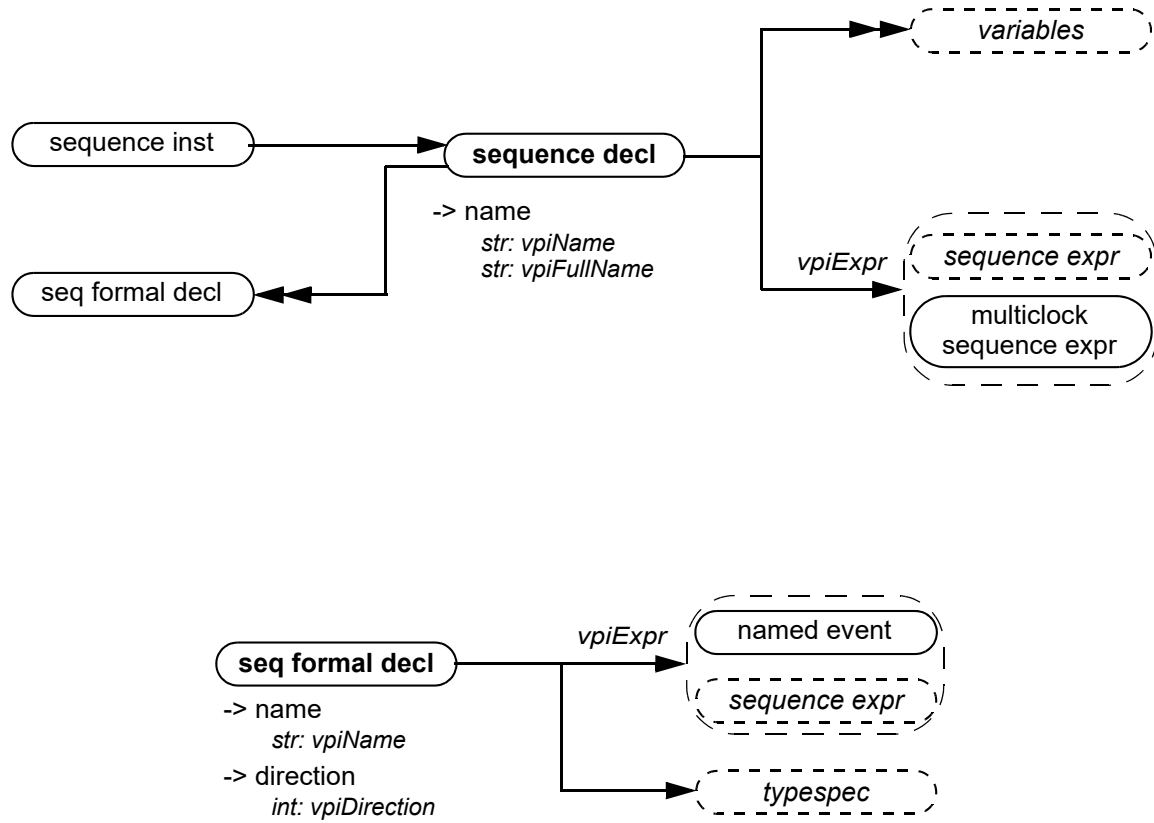 variables
sequence inst
sequence decl
-> name
str: vpiName
str: vpiFullName
vpiExpr
sequence expr
seq formal decl
multiclock
sequence expr
vpiExpr
named event
seq formal decl
sequence expr
-> name
str: vpiName
-> direction
int: vpiDirection
typespec